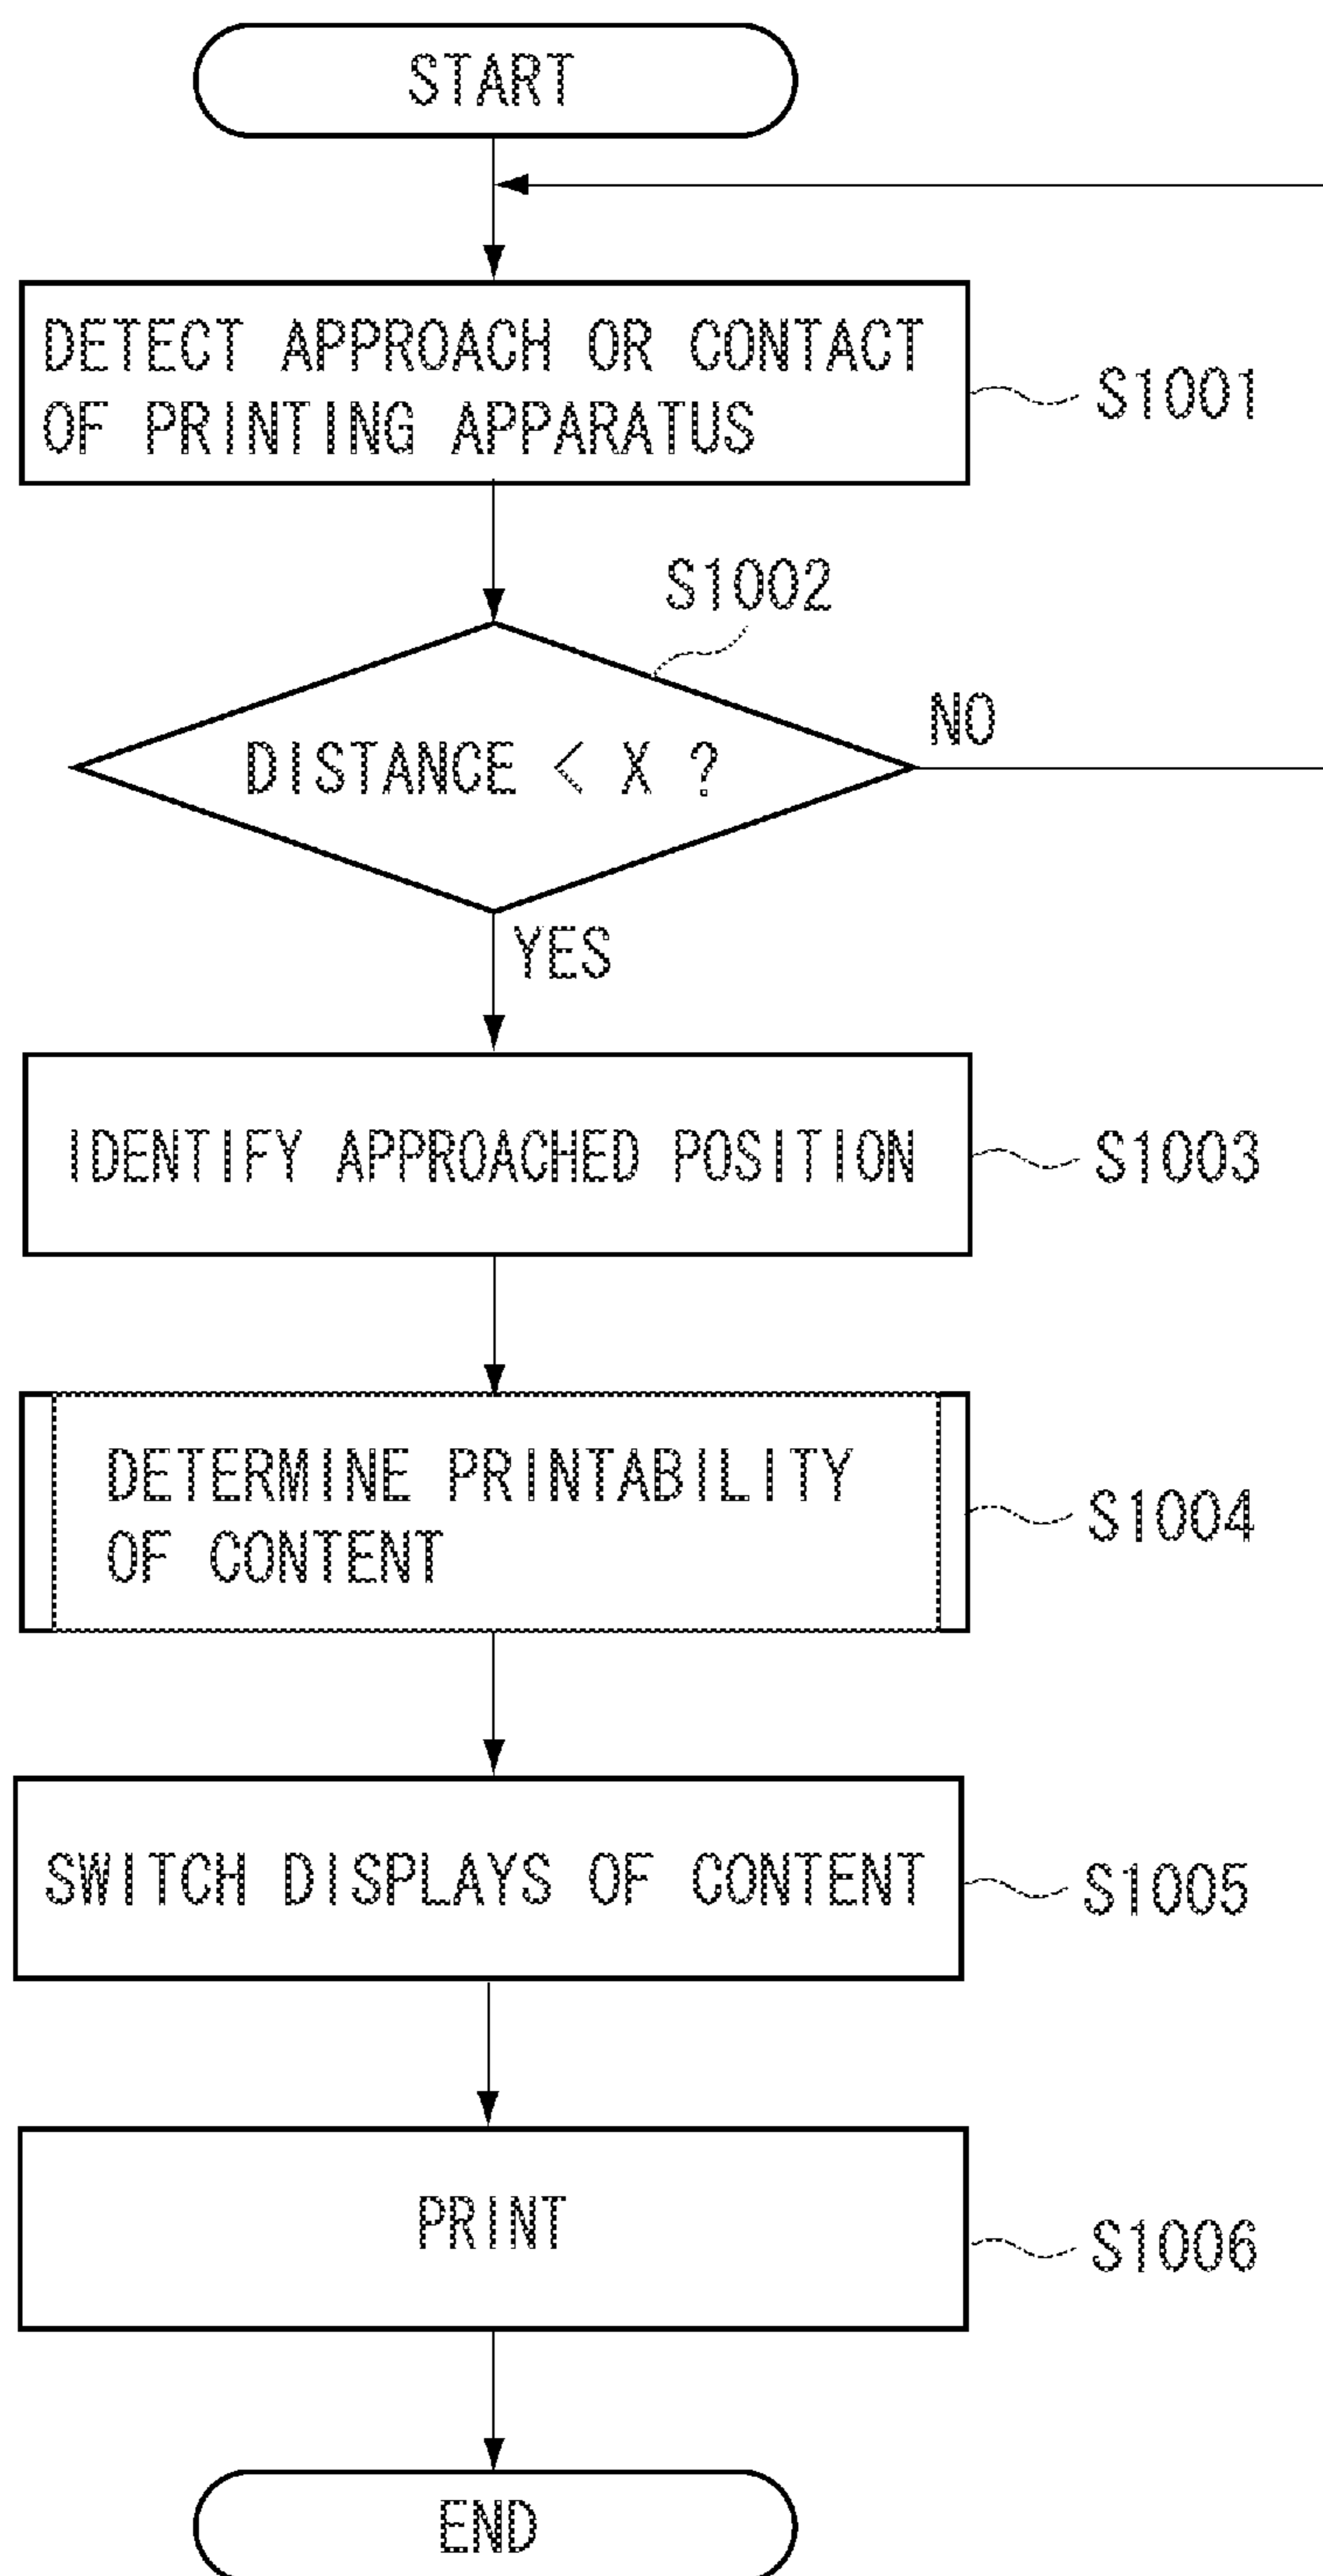 START
DETECT APPROACH OR CONTACT
OF PRINTING APPARATUS
S1001
S1002
DISTANCE < X ?
NO
YES
IDENTIFY APPROACHED POSITION
S1003
DETERMINE PRINTABILITY
OF CONTENT
S1004
SWITCH DISPLAYS OF CONTENT
S1005
PRINT
S1006
END